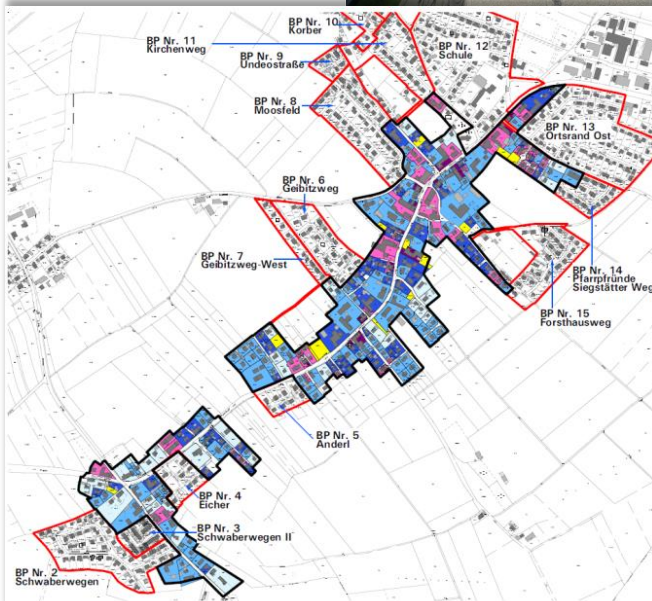 BP Nr. 10
Korber
BP Nr. 11
Kirchenweg
BP Nr. 12
Schule
BP Nr. 9
Undeostraße
BP Nr. 8
Moosfeld
BP Nr. 13
Ortsrand Ost
BP Nr. 6
Geibitzweg
BP Nr. 7
Geibitzweg-West
BP Nr. 14
Pfarrpfründe
Siegstätter Weg
BP Nr. 15
Forsthausweg
BP Nr. 5
Anderl
BP Nr. 4
Eicher
BP Nr. 3
Schwaberwegen II
BP Nr. 2
Schwaberwegen